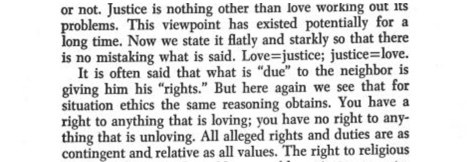 or not. Justice is nothing other than love working out its
problems. This viewpoint has existed potentially for a
long time. Now we state it flatly and starkly so that there
is no mistaking what is said. Love=justice; justice=love.
It is often said that what is "due" to the neighbor is
giving him his "rights." But here again we see that for
situation ethics the same reasoning obtains. You have a
right to anything that is loving; you have no right to any-
thing that is unloving. All alleged rights and duties are as
contingent and relative as all values. The right to religious